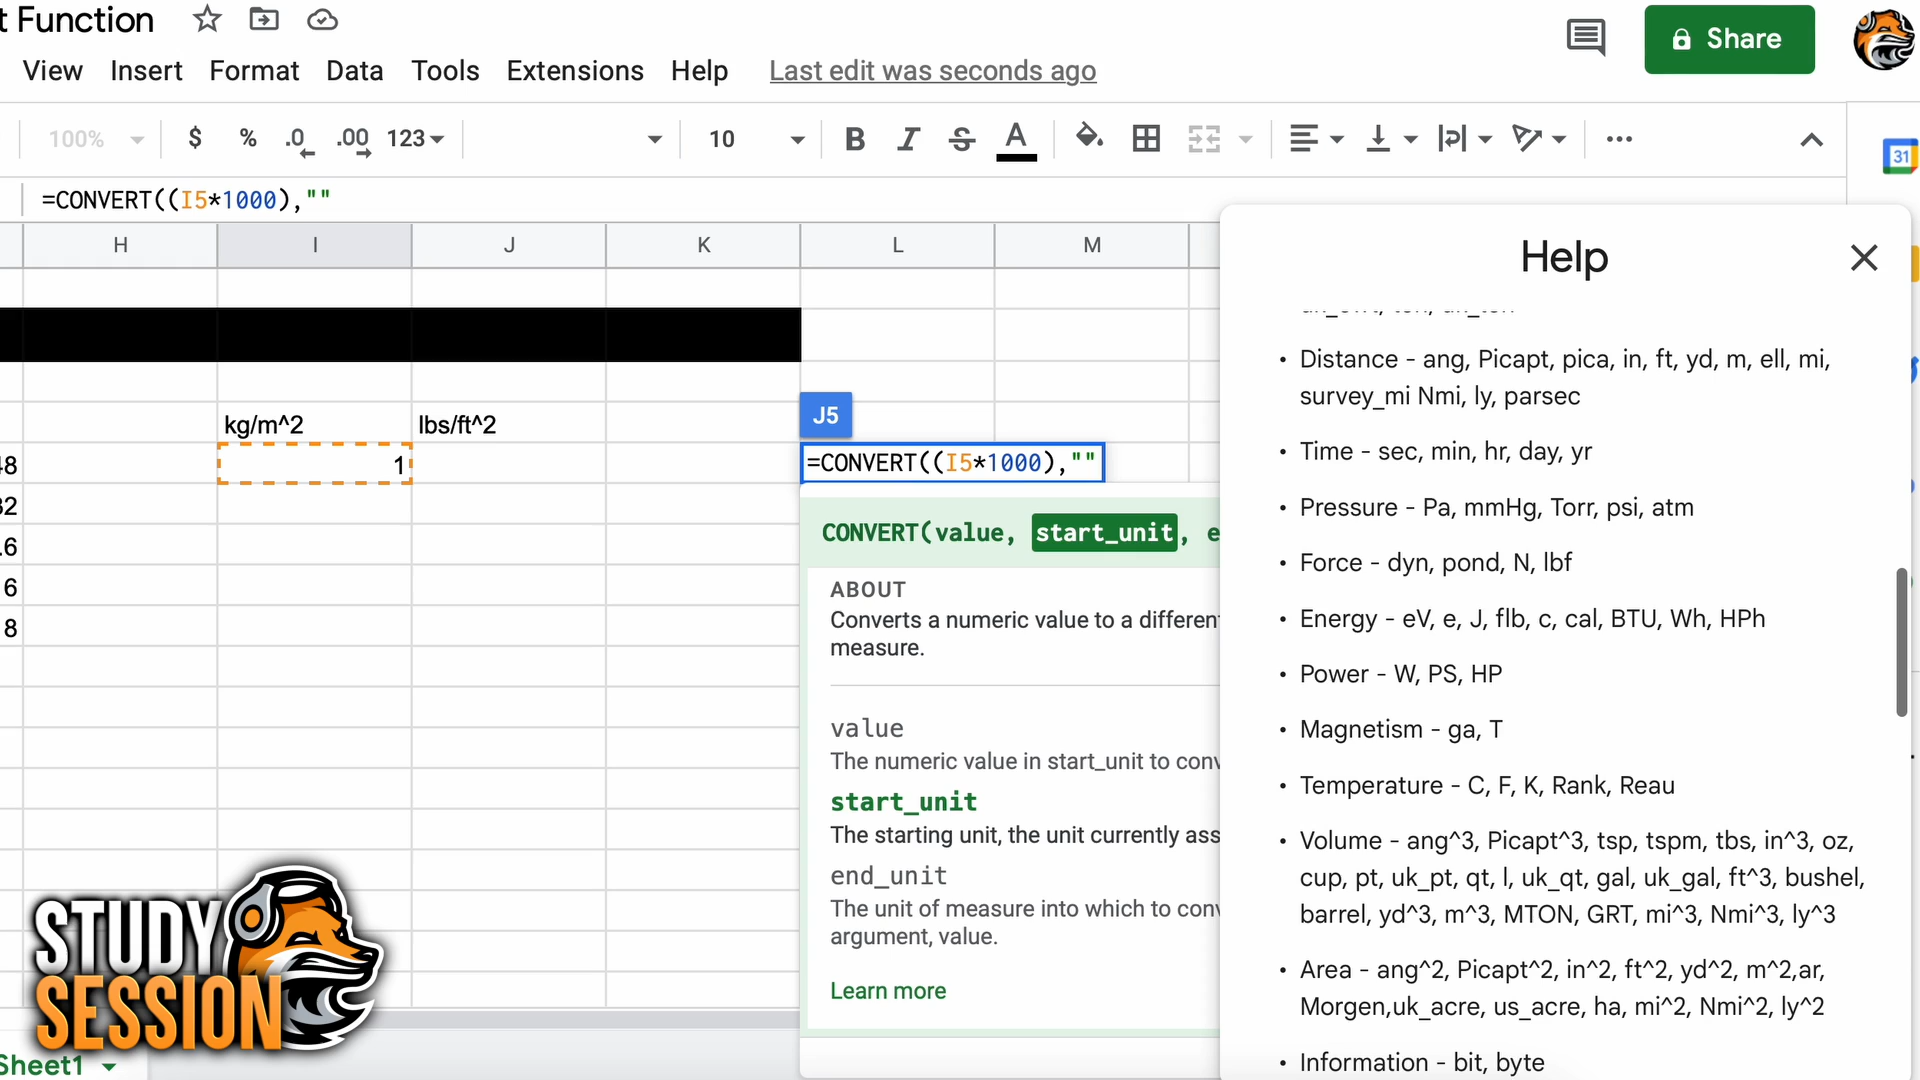 t Function
Share
View Insert Format Data Tools Extensions Help Last edit was seconds ago
100% $ % .0 .00 123 10 B I S A
31
=CONVERT((I5*1000),""
H I J K L M
Help
Distance - ang, Picapt, pica, in, ft, yd, m, ell, mi,
survey_mi Nmi, ly, parsec
Time - sec, min, hr, day, yr
Pressure - Pa, mmHg, Torr, psi, atm
Force - dyn, pond, N, lbf
Energy - eV, e, J, flb, c, cal, BTU, Wh, HPh
Power - W, PS, HP
Magnetism - ga, T
Temperature - C, F, K, Rank, Reau
Volume - ang^3, Picapt^3, tsp, tspm, tbs, in^3, oz,
cup, pt, uk_pt, qt, l, uk_qt, gal, uk_gal, ft^3, bushel,
barrel, yd^3, m^3, MTON, GRT, mi^3, Nmi^3, ly^3
Area - ang^2, Picapt^2, in^2, ft^2, yd^2, m^2,ar,
Morgen,uk_acre, us_acre, ha, mi^2, Nmi^2, ly^2
Information - bit, byte
kg/m^2 lbs/ft^2
J5
1
=CONVERT((I5*1000),""
.6
6
8
CONVERT(value, start_unit, e
ABOUT
Converts a numeric value to a differen
measure.
value
The numeric value in start_unit to conv
start_unit
The starting unit, the unit currently ass
end_unit
The unit of measure into which to conv
argument, value.
Learn more
STUDY
SESSION
Sheet1